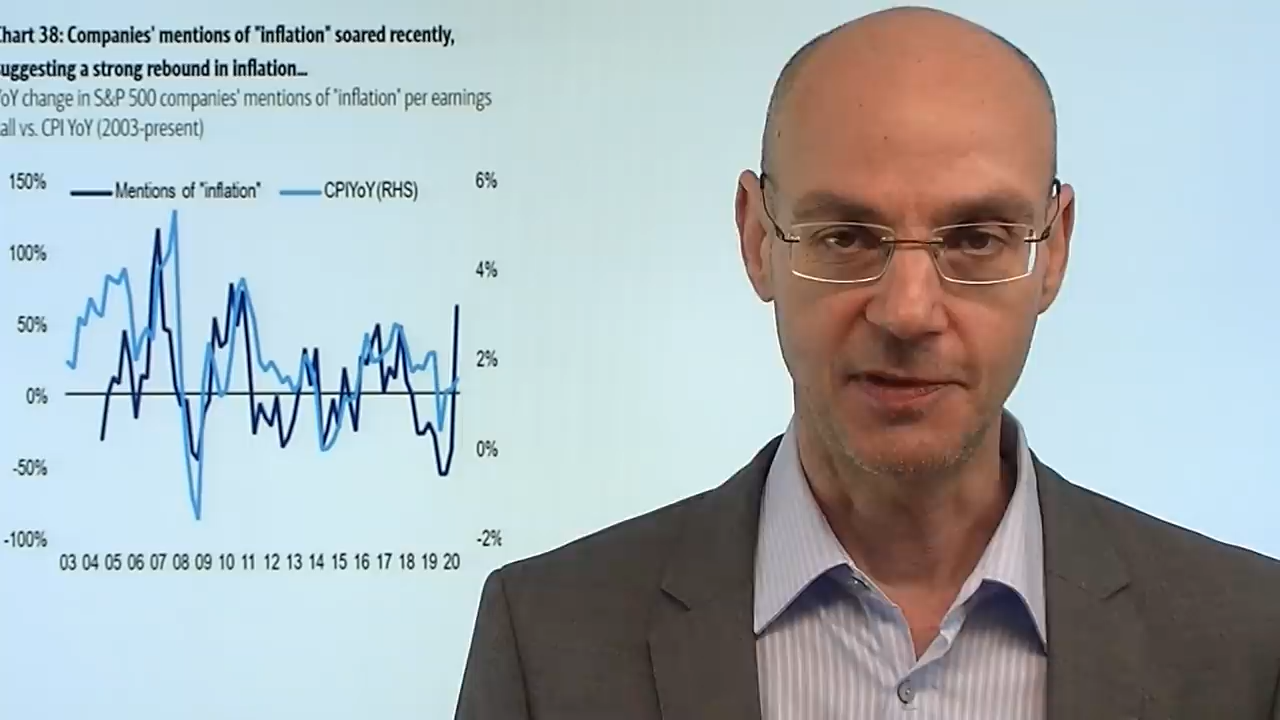 hart 38: Companies' mentions of "inflation" soared recently,
uggesting a strong rebound in inflation...
oY change in S&P 500 companies' mentions of "inflation" per earnings
all vs. CPI YoY (2003-present)
150% Mentions of "inflation" CPIYoY(RHS) 6%
100%
4%
50%
2%
0%
0%
-50%
-100% -2%
03 04 05 06 07 08 09 10 11 12 13 14 15 16 17 18 19 20